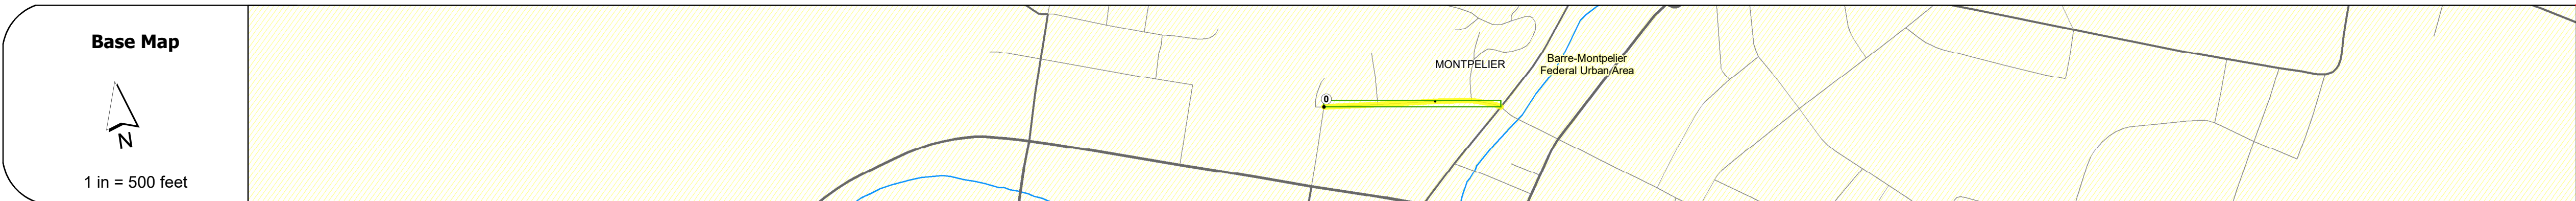 Base Map
N
1 in = 500 feet
0
MONTPELIER
Barre-Montpelier
Federal Urban Area